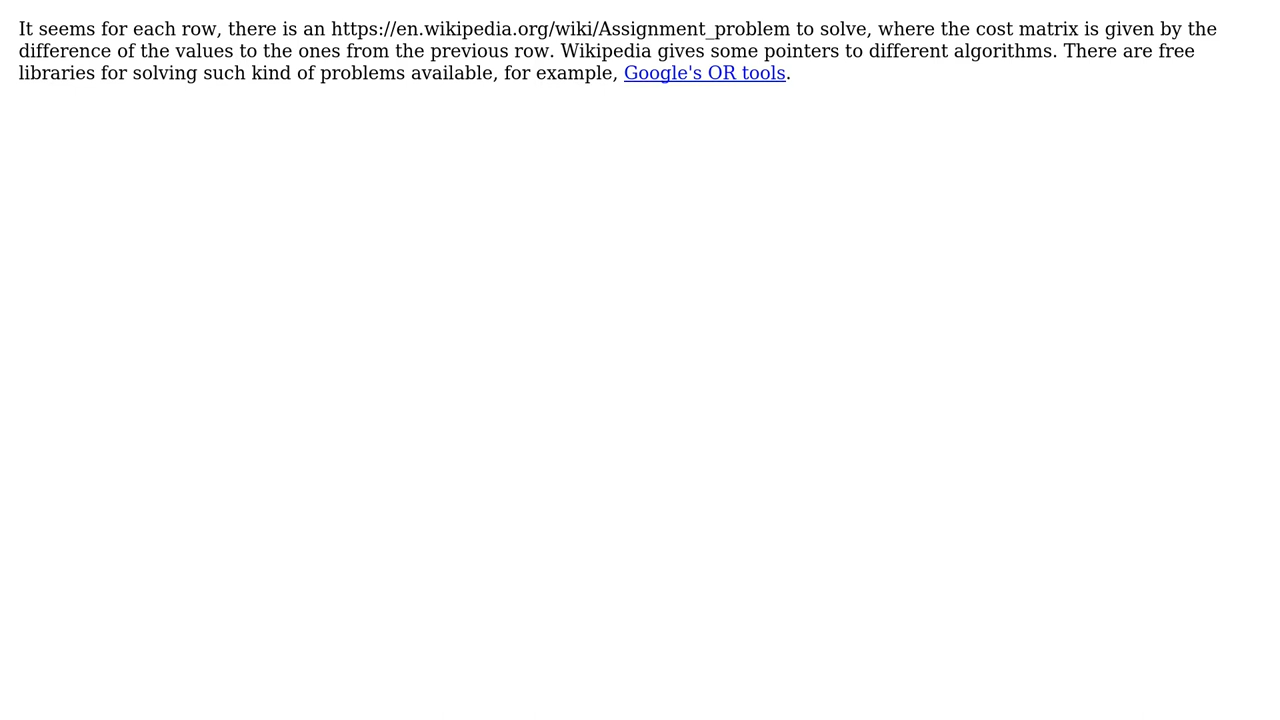 It seems for each row, there is an https://en.wikipedia.org/wiki/Assignment_problem to solve, where the cost matrix is given by the
difference of the values to the ones from the previous row. Wikipedia gives some pointers to different algorithms. There are free
libraries for solving such kind of problems available, for example, Google's OR tools.